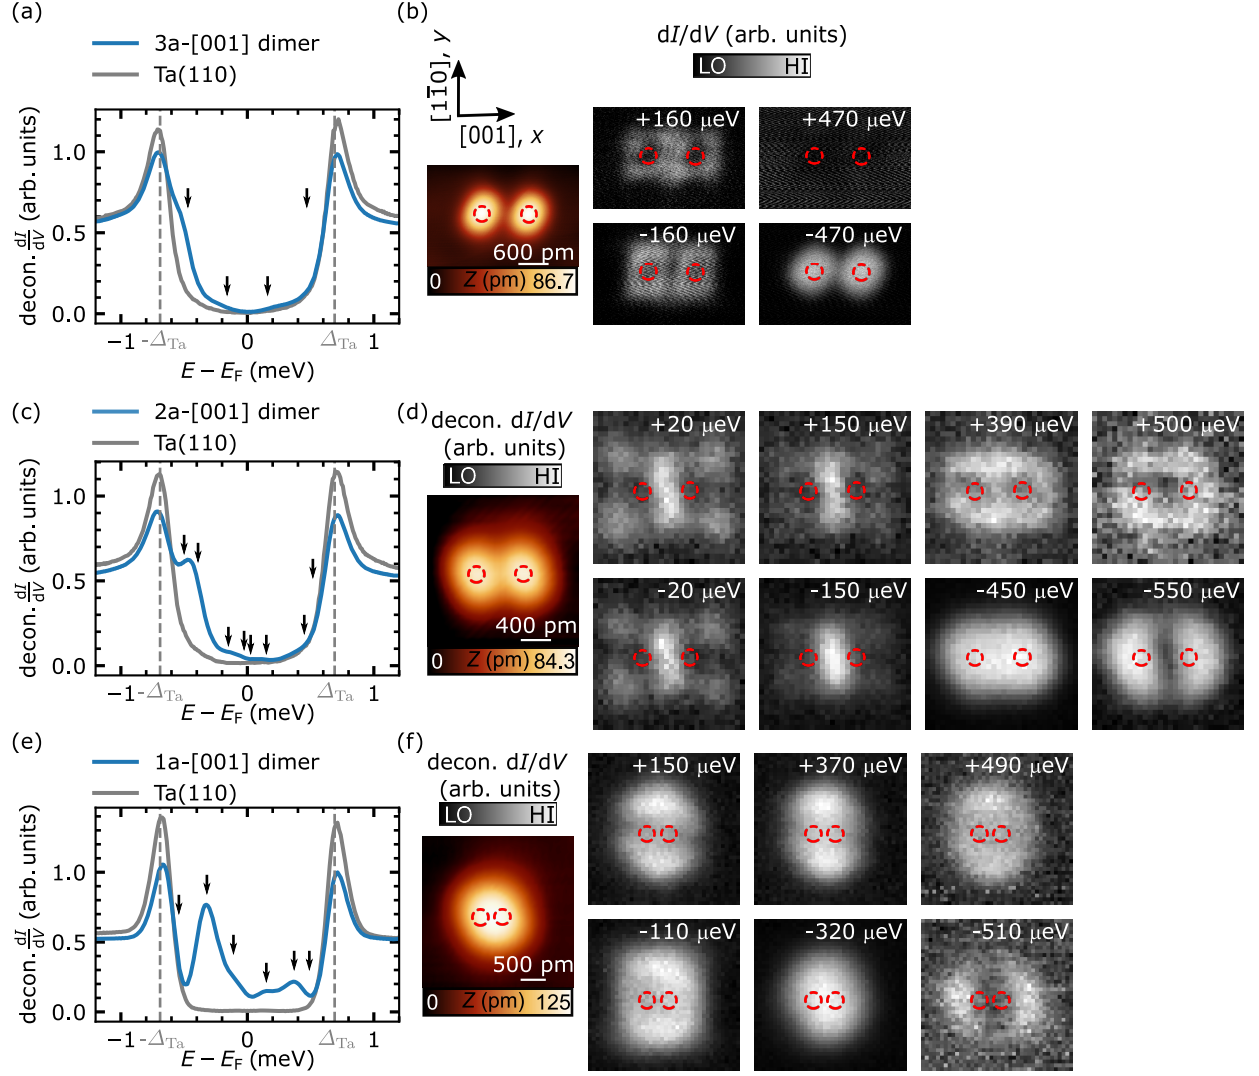 (a)
3a-[001] dimer
Ta(110)
decon. dI/dV (arb. units)
1.0
0.5
0.0
−1
-ΔTa
0
ΔTa
1
E − EF (meV)
(b)
[11̅0], y
[001], x
dI/dV (arb. units)
LO
HI
600 pm
0
Z (pm)
86.7
+160 µeV
+470 µeV
-160 µeV
-470 µeV
(c)
2a-[001] dimer
Ta(110)
decon. dI/dV (arb. units)
1.0
0.5
0.0
−1
-ΔTa
0
ΔTa
1
E − EF (meV)
(d)
decon. dI/dV
(arb. units)
LO
HI
400 pm
0
Z (pm)
84.3
+20 µeV
+150 µeV
+390 µeV
+500 µeV
-20 µeV
-150 µeV
-450 µeV
-550 µeV
(e)
1a-[001] dimer
Ta(110)
decon. dI/dV (arb. units)
1.0
0.5
0.0
−1
-ΔTa
0
ΔTa
1
E − EF (meV)
(f)
decon. dI/dV
(arb. units)
LO
HI
500 pm
0
Z (pm)
125
+150 µeV
+370 µeV
+490 µeV
-110 µeV
-320 µeV
-510 µeV